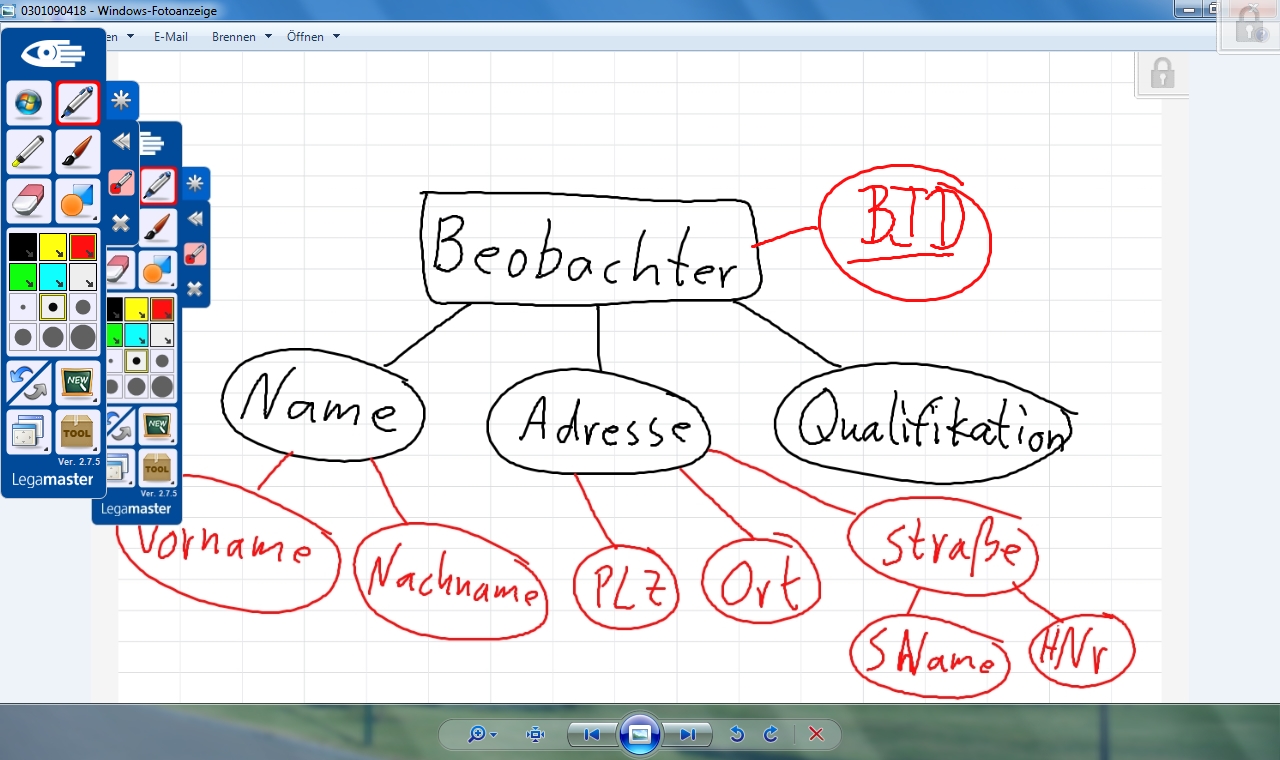 0301090418 - Windows-Fotoanzeige
en
E-Mail
Brennen
Öffnen
BTD
Beobachter
Name
Adresse
Qualifikation
Vorname
Nachname
PLZ
Ort
Straße
SName
HNr
NEW
TOOL
Ver. 2.7.5
Legamaster
NEW
TOOL
Ver. 2.7.5
Legamaster